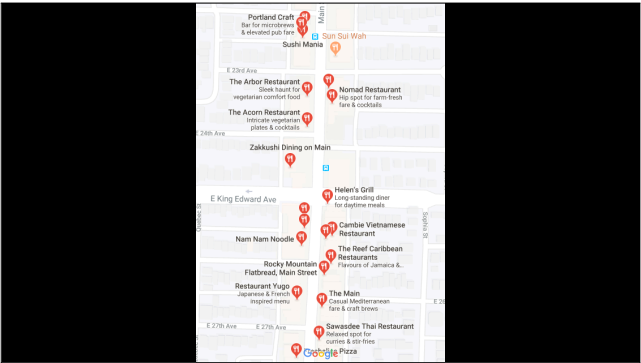 Portland Craft
Bar for microbrews
& elevated pub fare
Main
Sun Sui Wah
Sushi Mania
E 23rd Ave
The Arbor Restaurant
Sleek haunt for
vegetarian comfort food
Nomad Restaurant
Hip spot for farm-fresh
fare & cocktails
The Acorn Restaurant
Intricate vegetarian
plates & cocktails
E 24th Ave
Zakkushi Dining on Main
Helen's Grill
Long-standing diner
for daytime meals
E King Edward Ave
Quebec St
Sophia St
Cambie Vietnamese
Restaurant
Nam Nam Noodle
The Reef Caribbean
Restaurants
Flavours of Jamaica &..
Rocky Mountain
Flatbread, Main Street
Restaurant Yugo
Japanese & French
inspired menu
The Main
Casual Mediterranean
fare & craft brews
E 26
E 27th Ave
E 27th Ave
Sawasdee Thai Restaurant
Relaxed spot for
curries & stir-fries
Google
Pizza